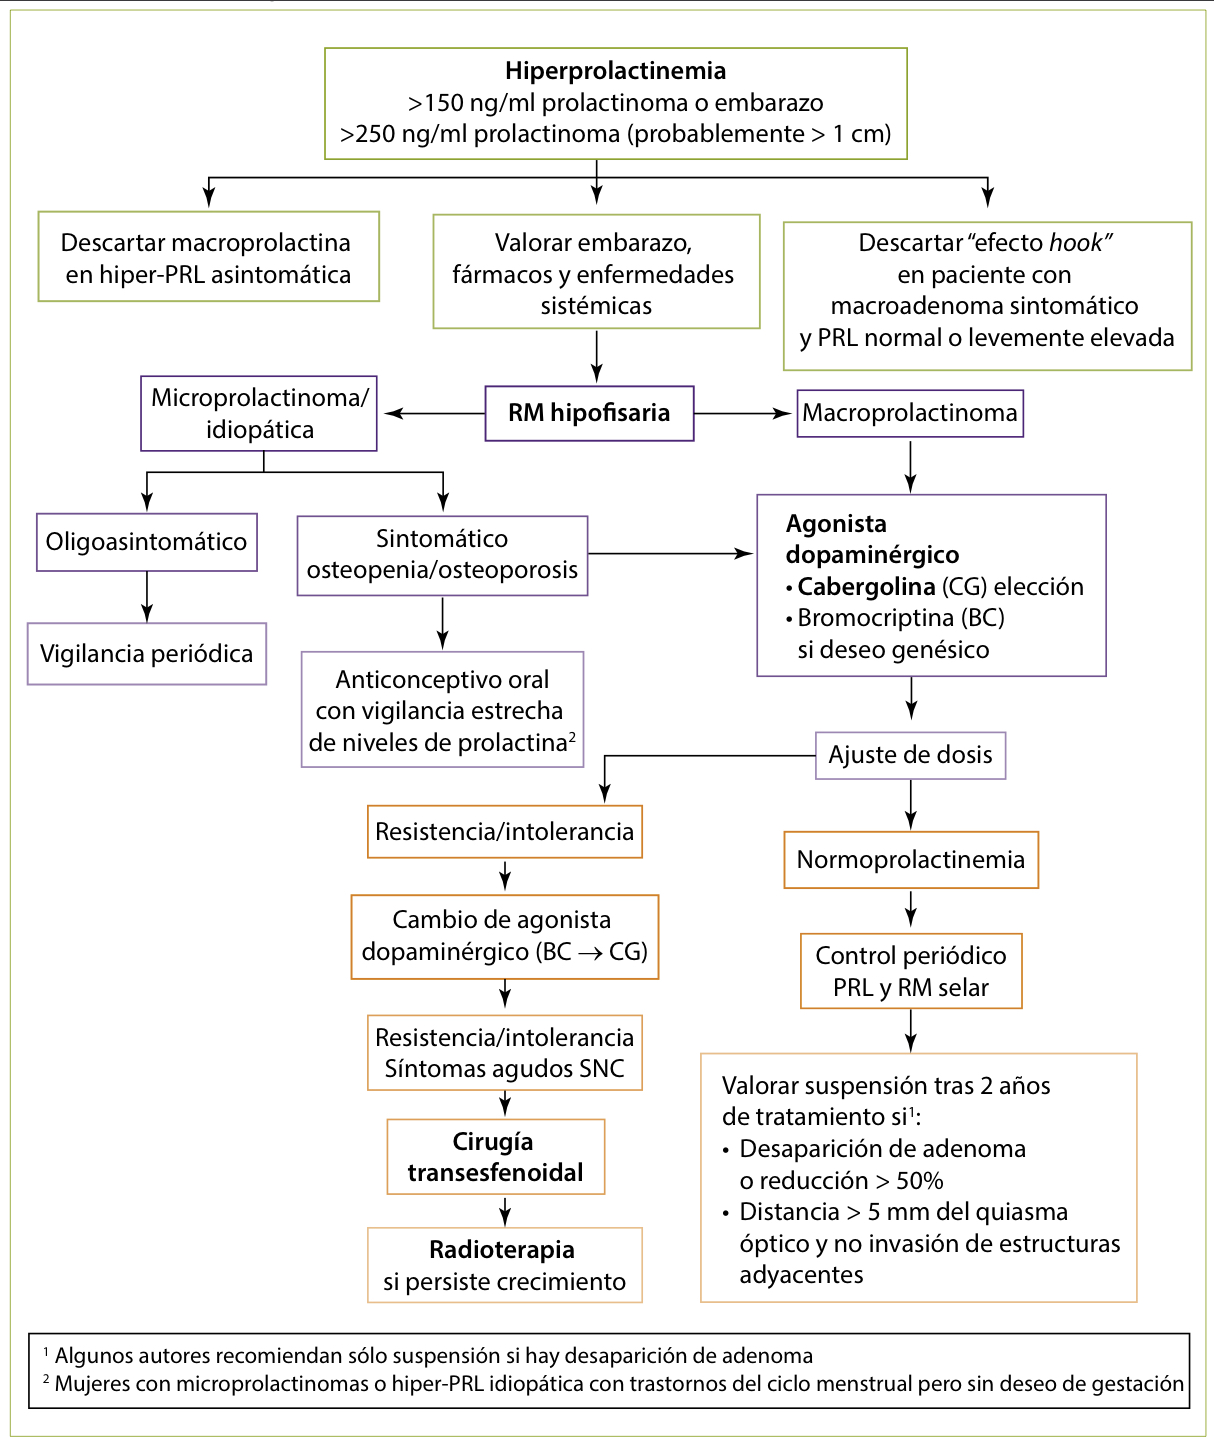 Hiperprolactinemia
>150 ng/ml prolactinoma o embarazo
>250 ng/ml prolactinoma (probablemente > 1 cm)
Descartar macroprolactina
en hiper-PRL asintomática
Valorar embarazo,
fármacos y enfermedades
sistémicas
Descartar “efecto hook”
en paciente con
macroadenoma sintomático
y PRL normal o levemente elevada
Microprolactinoma/
idiopática
RM hipofisaria
Macroprolactinoma
Oligoasintomático
Sintomático
osteopenia/osteoporosis
Agonista
dopaminérgico
• Cabergolina (CG) elección
• Bromocriptina (BC)
si deseo genésico
Vigilancia periódica
Anticonceptivo oral
con vigilancia estrecha
de niveles de prolactina²
Ajuste de dosis
Resistencia/intolerancia
Normoprolactinemia
Cambio de agonista
dopaminérgico (BC → CG)
Control periódico
PRL y RM selar
Resistencia/intolerancia
Síntomas agudos SNC
Cirugía
transesfenoidal
Radioterapia
si persiste crecimiento
Valorar suspensión tras 2 años
de tratamiento si¹:
• Desaparición de adenoma
o reducción > 50%
• Distancia > 5 mm del quiasma
óptico y no invasión de estructuras
adyacentes
¹ Algunos autores recomiendan sólo suspensión si hay desaparición de adenoma
² Mujeres con microprolactinomas o hiper-PRL idiopática con trastornos del ciclo menstrual pero sin deseo de gestación